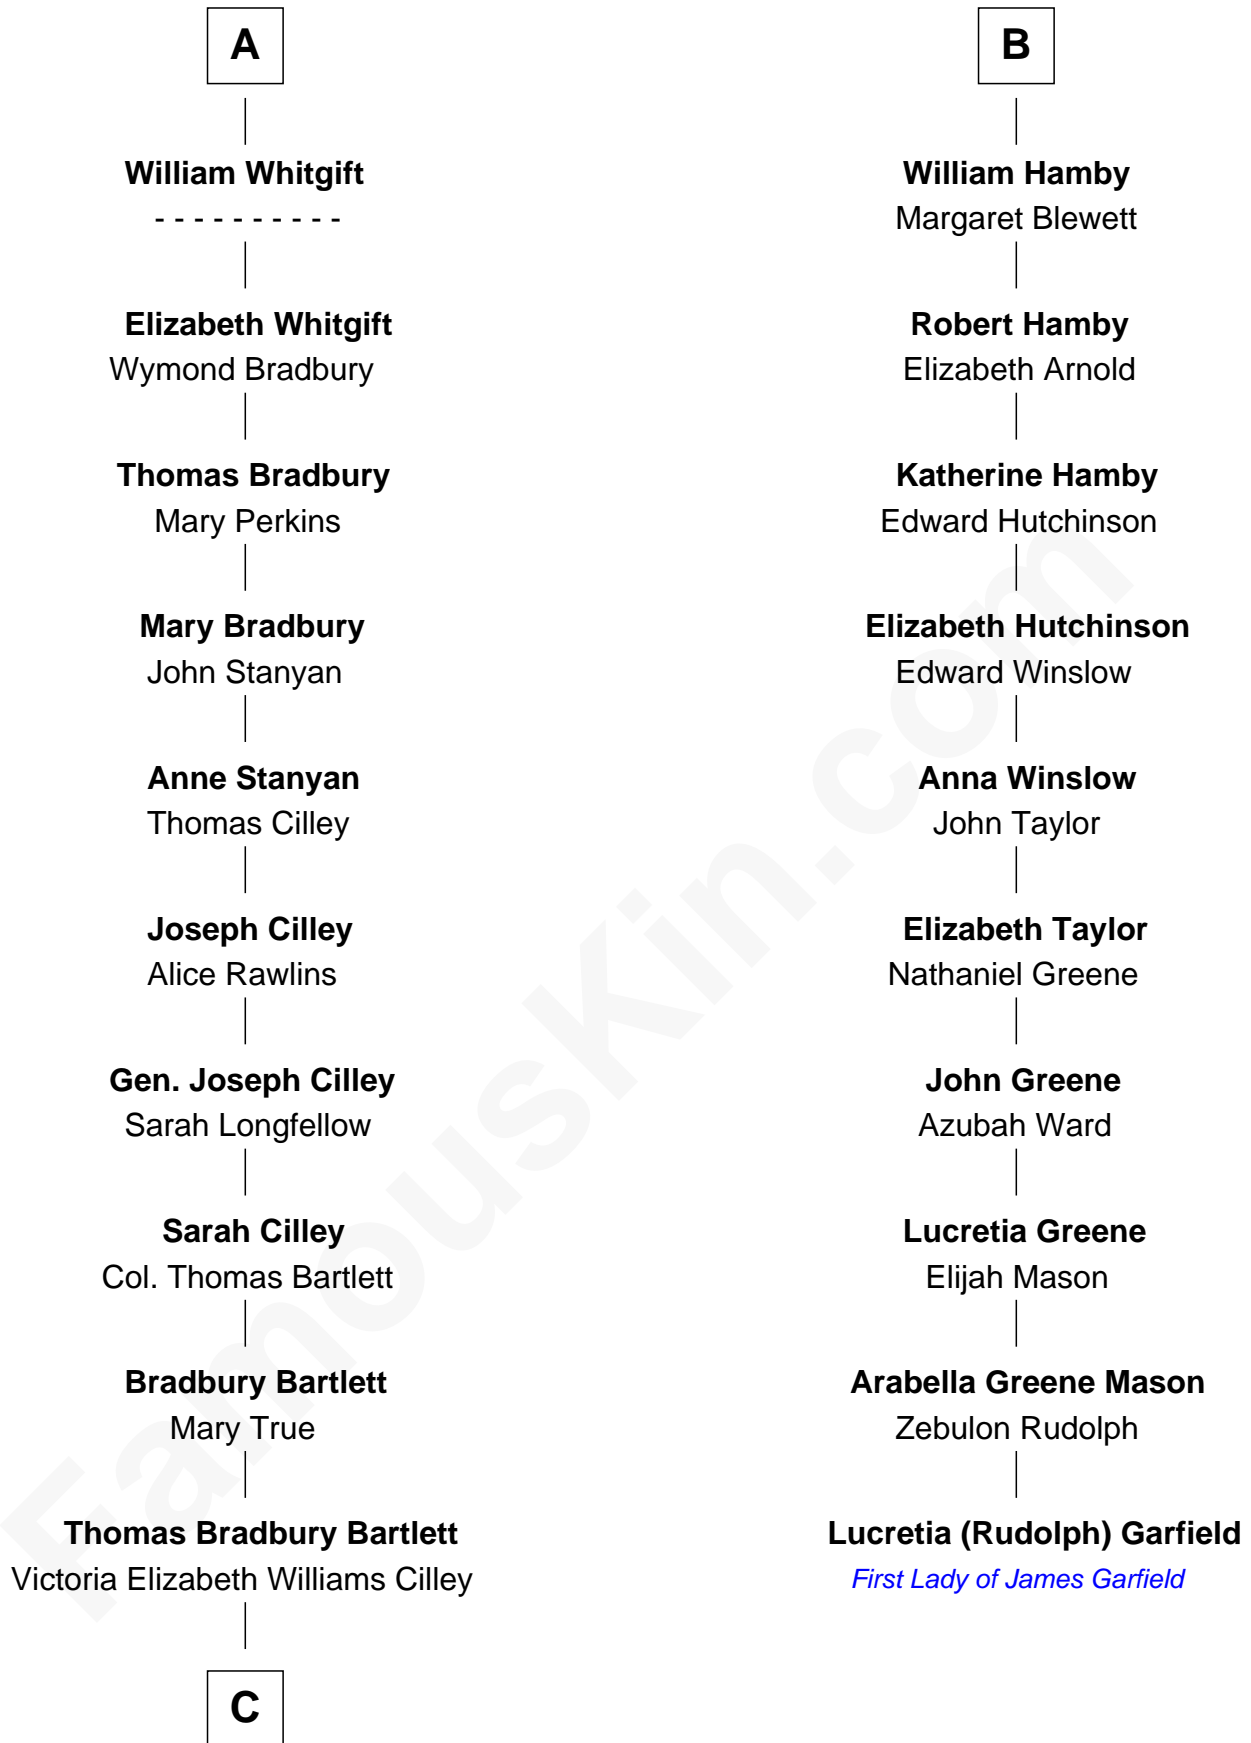 A
William Whitgift
- - - - - - - - - -
Elizabeth Whitgift
Wymond Bradbury
Thomas Bradbury
Mary Perkins
Mary Bradbury
John Stanyan
Anne Stanyan
Thomas Cilley
Joseph Cilley
Alice Rawlins
Gen. Joseph Cilley
Sarah Longfellow
Sarah Cilley
Col. Thomas Bartlett
Bradbury Bartlett
Mary True
Thomas Bradbury Bartlett
Victoria Elizabeth Williams Cilley
C
B
William Hamby
Margaret Blewett
Robert Hamby
Elizabeth Arnold
Katherine Hamby
Edward Hutchinson
Elizabeth Hutchinson
Edward Winslow
Anna Winslow
John Taylor
Elizabeth Taylor
Nathaniel Greene
John Greene
Azubah Ward
Lucretia Greene
Elijah Mason
Arabella Greene Mason
Zebulon Rudolph
Lucretia (Rudolph) Garfield
First Lady of James Garfield
FamousKin.com